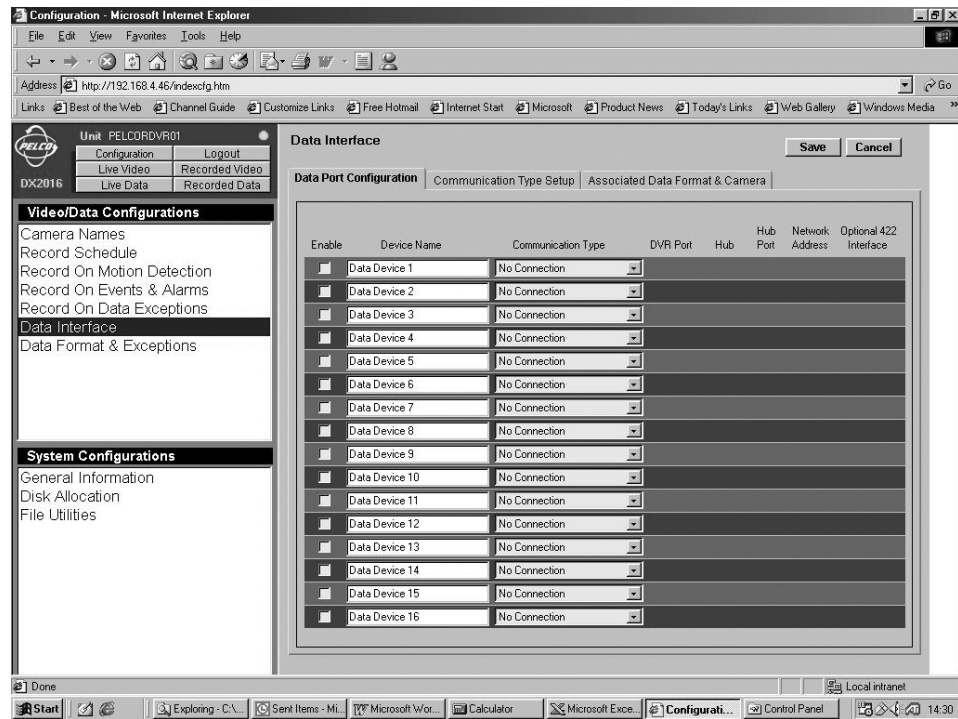 Configuration - Microsoft Internet Explorer
File Edit View Favorites Tools Help
Address http://192.168.4.46/indexcfg.htm Go
Links Best of the Web Channel Guide Customize Links Free Hotmail Internet Start Microsoft Product News Today's Links Web Gallery Windows Media »
PELCO
DX2016
Unit PELCORDVR01
Configuration Logout
Live Video Recorded Video
Live Data Recorded Data
Video/Data Configurations
Camera Names
Record Schedule
Record On Motion Detection
Record On Events & Alarms
Record On Data Exceptions
Data Interface
Data Format & Exceptions
System Configurations
General Information
Disk Allocation
File Utilities
Data Interface
Save Cancel
Data Port Configuration Communication Type Setup Associated Data Format & Camera
Enable Device Name Communication Type DVR Port Hub Hub Port Network Address Optional 422 Interface
Data Device 1 No Connection
Data Device 2 No Connection
Data Device 3 No Connection
Data Device 4 No Connection
Data Device 5 No Connection
Data Device 6 No Connection
Data Device 7 No Connection
Data Device 8 No Connection
Data Device 9 No Connection
Data Device 10 No Connection
Data Device 11 No Connection
Data Device 12 No Connection
Data Device 13 No Connection
Data Device 14 No Connection
Data Device 15 No Connection
Data Device 16 No Connection
Done Local intranet
Start Exploring - C:\... Sent Items - Mi... Microsoft Wor... Calculator Microsoft Exce... Configurati... Control Panel 14:30